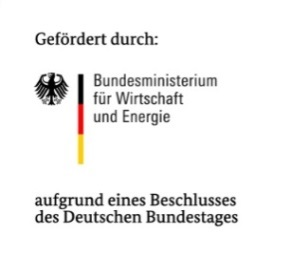 Gefördert durch:
Bundesministerium
für Wirtschaft
und Energie
aufgrund eines Beschlusses
des Deutschen Bundestages